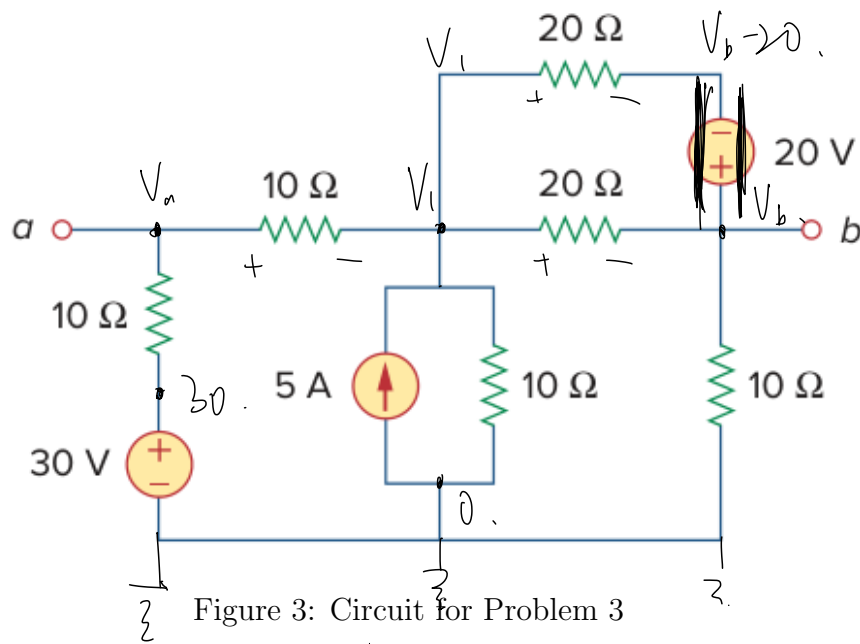 20 Ω
V₁
V_b-20.
+
−
−
+
20 V
V_a
10 Ω
V₁
20 Ω
V_b
a
b
+
−
+
−
10 Ω
30.
5 A
10 Ω
10 Ω
30 V
+
−
0.
Figure 3: Circuit for Problem 3